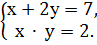 x + 2y = 7,
x · y = 2.